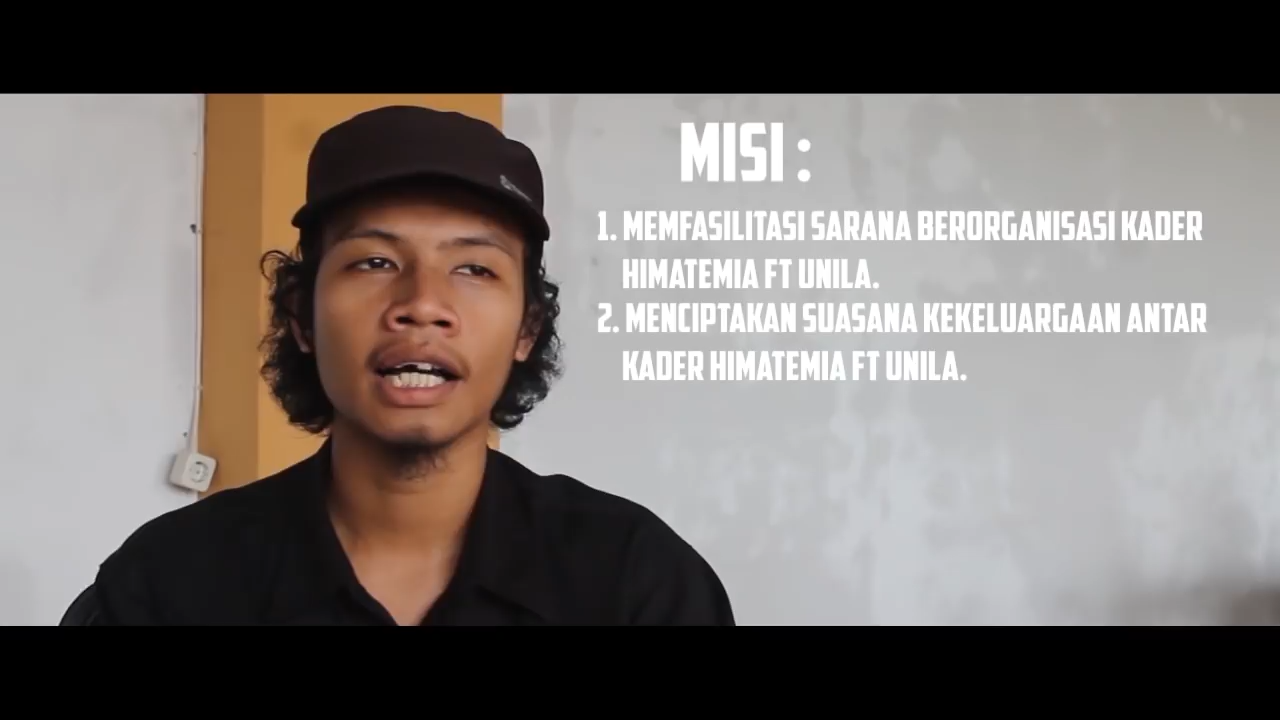 MISI :
1. MEMFASILITASI SARANA BERORGANISASI KADER
HIMATEMIA FT UNILA.
2. MENCIPTAKAN SUASANA KEKELUARGAAN ANTAR
KADER HIMATEMIA FT UNILA.